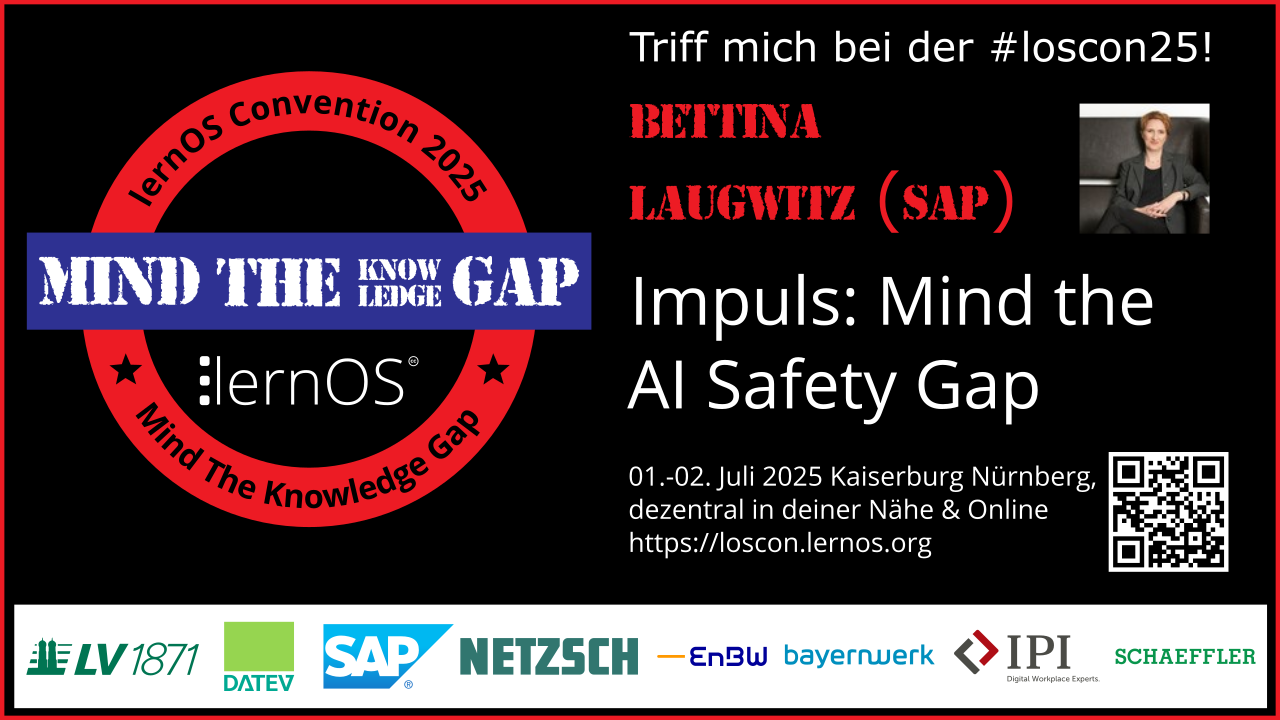 lernOS Convention 2025
MIND THE KNOW GAP
LEDGE
lernOS
Mind The Knowledge Gap
Triff mich bei der #loscon25!
BETTINA
LAUGWITZ (SAP)
Impuls: Mind the
AI Safety Gap
01.-02. Juli 2025 Kaiserburg Nürnberg,
dezentral in deiner Nähe & Online
https://loscon.lernos.org
LV 1871
DATEV
SAP®
NETZSCH
EnBW
bayernwerk
IPI
Digital Workplace Experts.
SCHAEFFLER